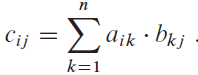 c_{ij} = \sum_{k=1}^{n} a_{ik} \cdot b_{kj} .